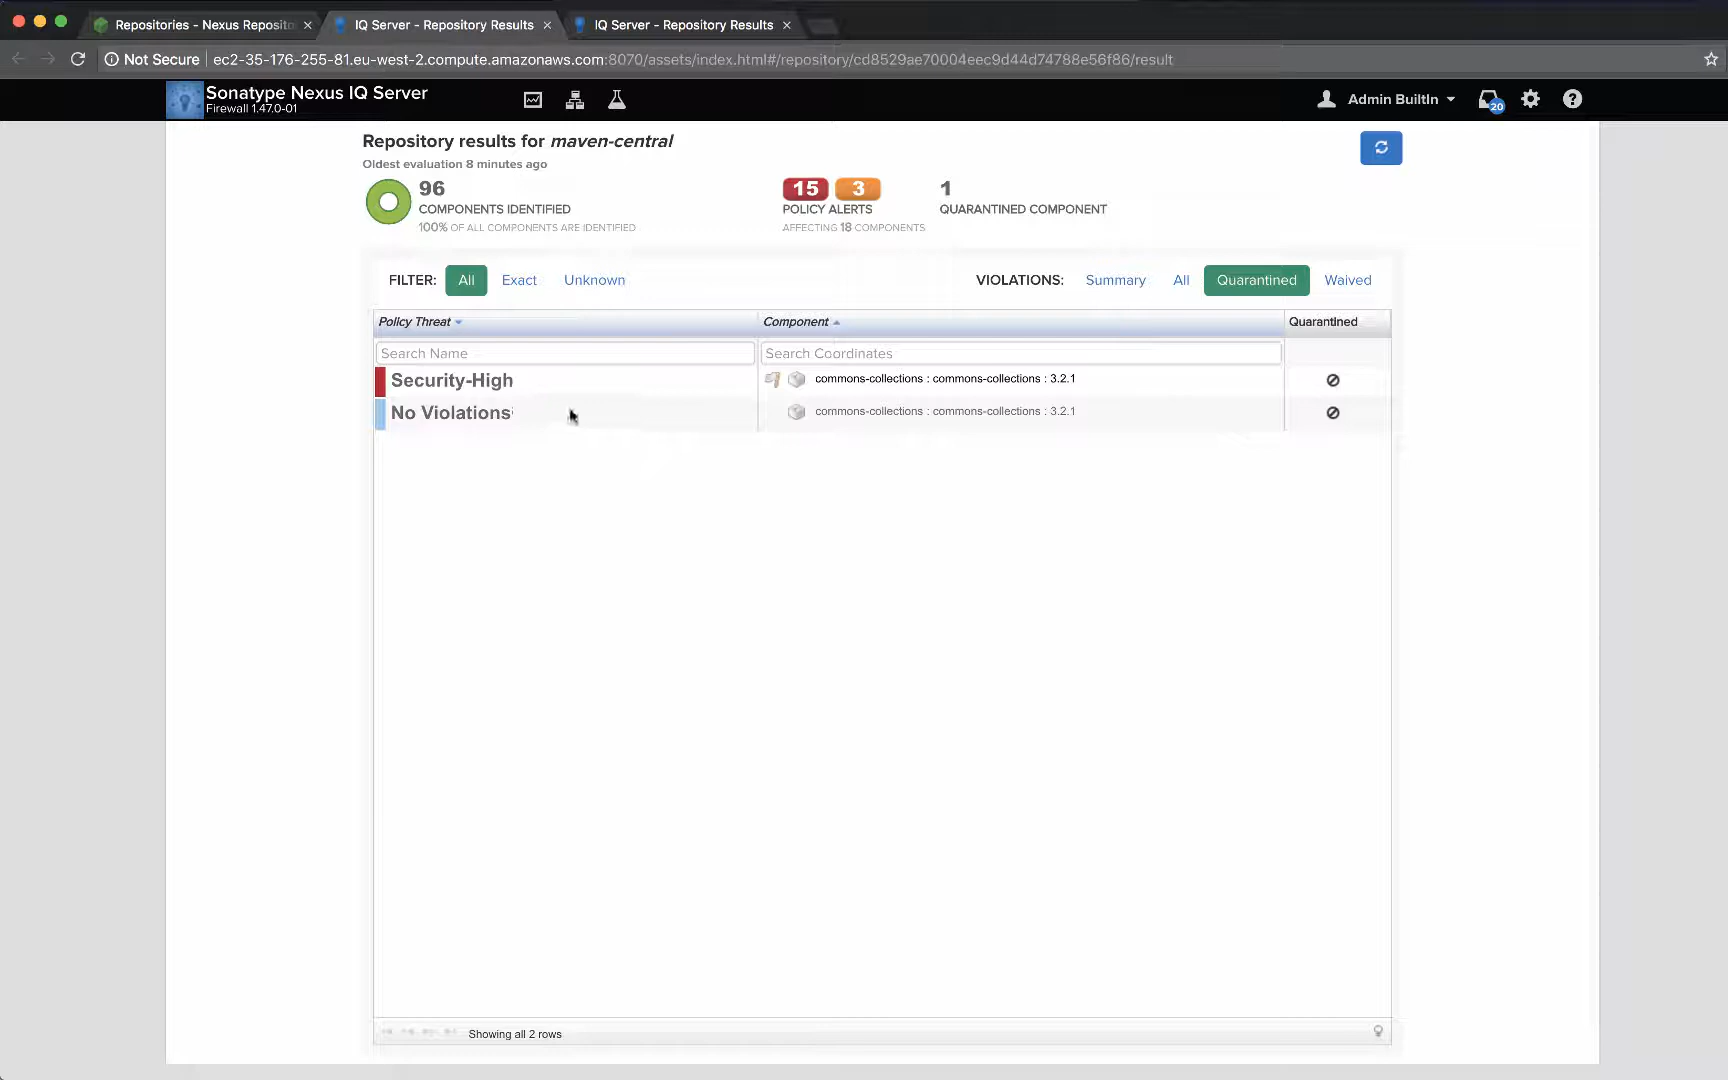 Repositories - Nexus Reposito
IQ Server - Repository Results
IQ Server - Repository Results
Not Secure
ec2-35-176-255-81.eu-west-2.compute.amazonaws.com:8070/assets/index.html#/repository/cd8529ae70004eec9d44d74788e56f86/result
Sonatype Nexus IQ Server
Firewall 1.47.0-01
Admin BuiltIn
20
Repository results for maven-central
Oldest evaluation 8 minutes ago
96
COMPONENTS IDENTIFIED
100% OF ALL COMPONENTS ARE IDENTIFIED
15 3
POLICY ALERTS
AFFECTING 18 COMPONENTS
1
QUARANTINED COMPONENT
FILTER: All Exact Unknown
VIOLATIONS: Summary All Quarantined Waived
Policy Threat Component Quarantined
Search Name Search Coordinates
Security-High commons-collections : commons-collections : 3.2.1
No Violations commons-collections : commons-collections : 3.2.1
Showing all 2 rows